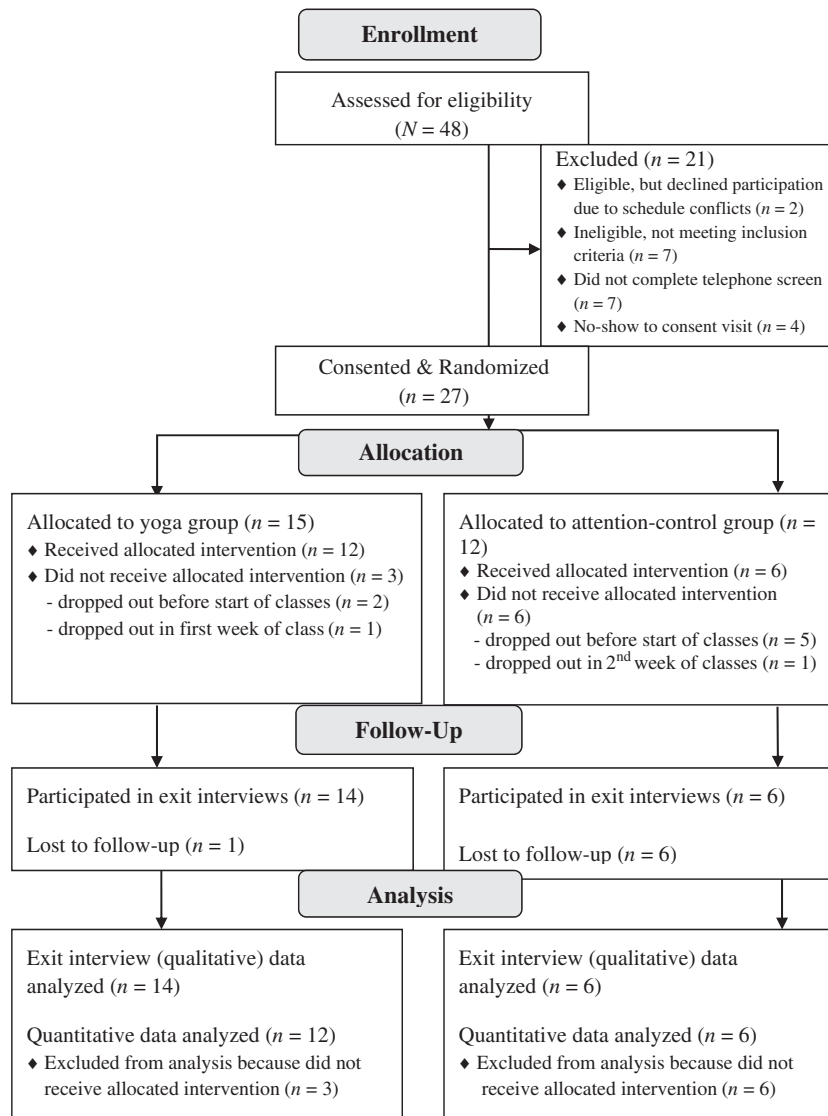 Enrollment
Assessed for eligibility
(N = 48)
Excluded (n = 21)
♦ Eligible, but declined participation
due to schedule conflicts (n = 2)
♦ Ineligible, not meeting inclusion
criteria (n = 7)
♦ Did not complete telephone screen
(n = 7)
♦ No-show to consent visit (n = 4)
Consented & Randomized
(n = 27)
Allocation
Allocated to yoga group (n = 15)
♦ Received allocated intervention (n = 12)
♦ Did not receive allocated intervention (n = 3)
- dropped out before start of classes (n = 2)
- dropped out in first week of class (n = 1)
Allocated to attention-control group (n =
12)
♦ Received allocated intervention (n = 6)
♦ Did not receive allocated intervention
(n = 6)
- dropped out before start of classes (n = 5)
- dropped out in 2nd week of classes (n = 1)
Follow-Up
Participated in exit interviews (n = 14)
Lost to follow-up (n = 1)
Participated in exit interviews (n = 6)
Lost to follow-up (n = 6)
Analysis
Exit interview (qualitative) data
analyzed (n = 14)
Quantitative data analyzed (n = 12)
♦ Excluded from analysis because did not
receive allocated intervention (n = 3)
Exit interview (qualitative) data
analyzed (n = 6)
Quantitative data analyzed (n = 6)
♦ Excluded from analysis because did not
receive allocated intervention (n = 6)